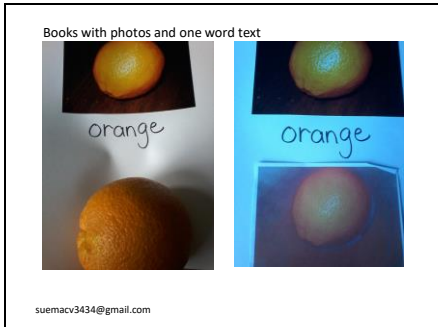 Books with photos and one word text
orange
orange
suemacv3434@gmail.com